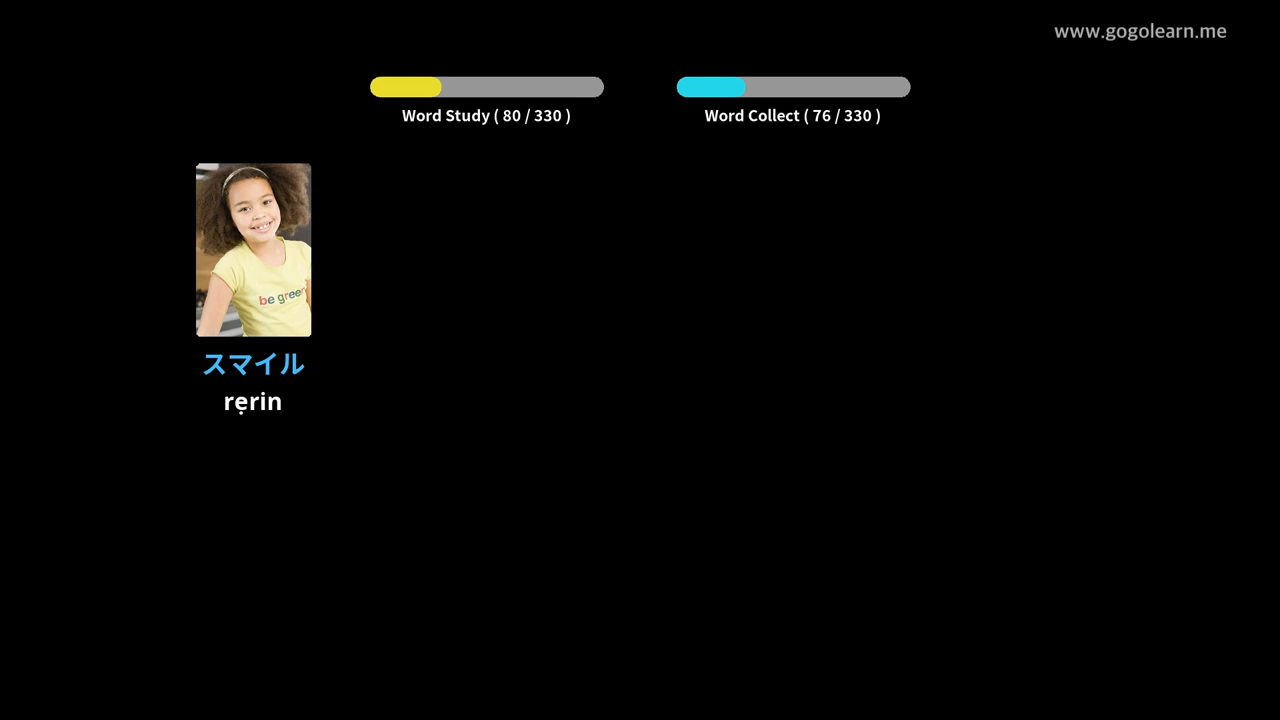 www.gogolearn.me
Word Study ( 80 / 330 )
Word Collect ( 76 / 330 )
be green
スマイル
rẹrin